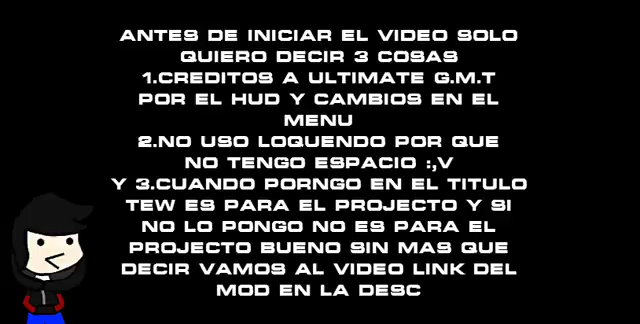 ANTES DE INICIAR EL VIDEO SOLO
QUIERO DECIR 3 COSAS
1.CREDITOS A ULTIMATE G.M.T
POR EL HUD Y CAMBIOS EN EL
MENU
2.NO USO LOQUENDO POR QUE
NO TENGO ESPACIO :,V
Y 3.CUANDO PORNGO EN EL TITULO
TEW ES PARA EL PROJECTO Y SI
NO LO PONGO NO ES PARA EL
PROJECTO BUENO SIN MAS QUE
DECIR VAMOS AL VIDEO LINK DEL
MOD EN LA DESC